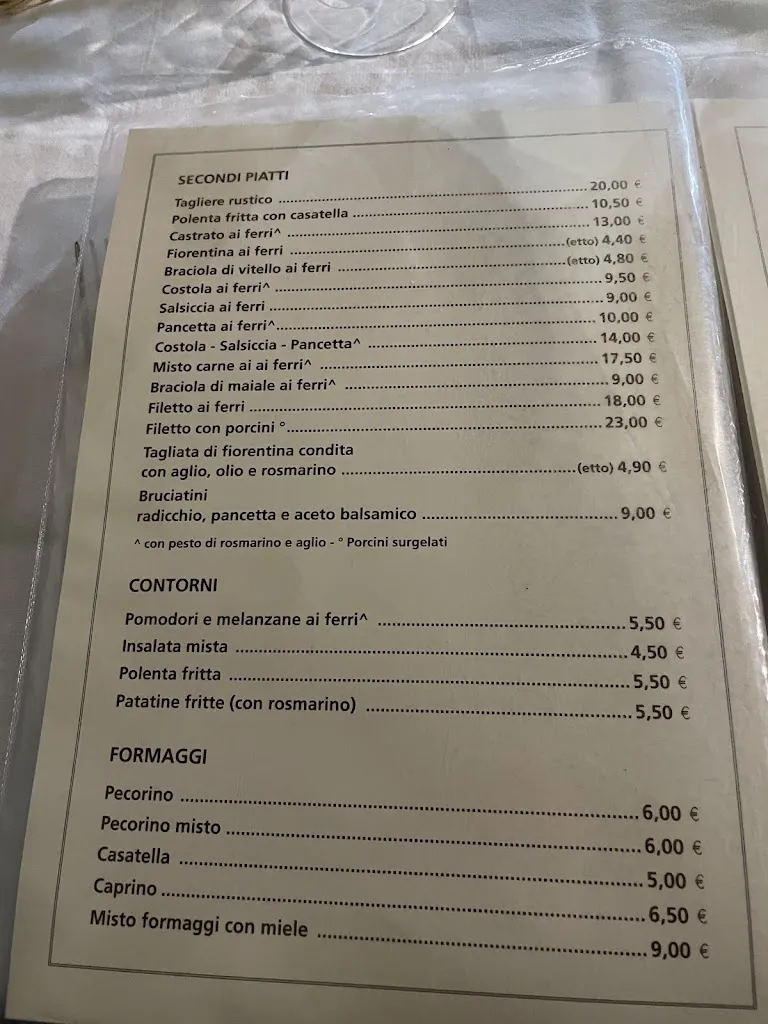 SECONDI PIATTI
Tagliere rustico ........ 20,00 €
Polenta fritta con casatella ........ 10,50 €
Castrato ai ferri^ ........ 13,00 €
Fiorentina ai ferri ........ (etto) 4,40 €
Braciola di vitello ai ferri ........ (etto) 4,80 €
Costola ai ferri^ ........ 9,50 €
Salsiccia ai ferri ........ 9,00 €
Pancetta ai ferri^ ........ 10,00 €
Costola - Salsiccia - Pancetta^ ........ 14,00 €
Misto carne ai ai ferri^ ........ 17,50 €
Braciola di maiale ai ferri^ ........ 9,00 €
Filetto ai ferri ........ 18,00 €
Filetto con porcini ° ........ 23,00 €
Tagliata di fiorentina condita
con aglio, olio e rosmarino ........ (etto) 4,90 €
Bruciatini
radicchio, pancetta e aceto balsamico ........ 9,00 €
^ con pesto di rosmarino e aglio - ° Porcini surgelati
CONTORNI
Pomodori e melanzane ai ferri^ ........ 5,50 €
Insalata mista ........ 4,50 €
Polenta fritta ........ 5,50 €
Patatine fritte (con rosmarino) ........ 5,50 €
FORMAGGI
Pecorino ........ 6,00 €
Pecorino misto ........ 6,00 €
Casatella ........ 5,00 €
Caprino ........ 6,50 €
Misto formaggi con miele ........ 9,00 €